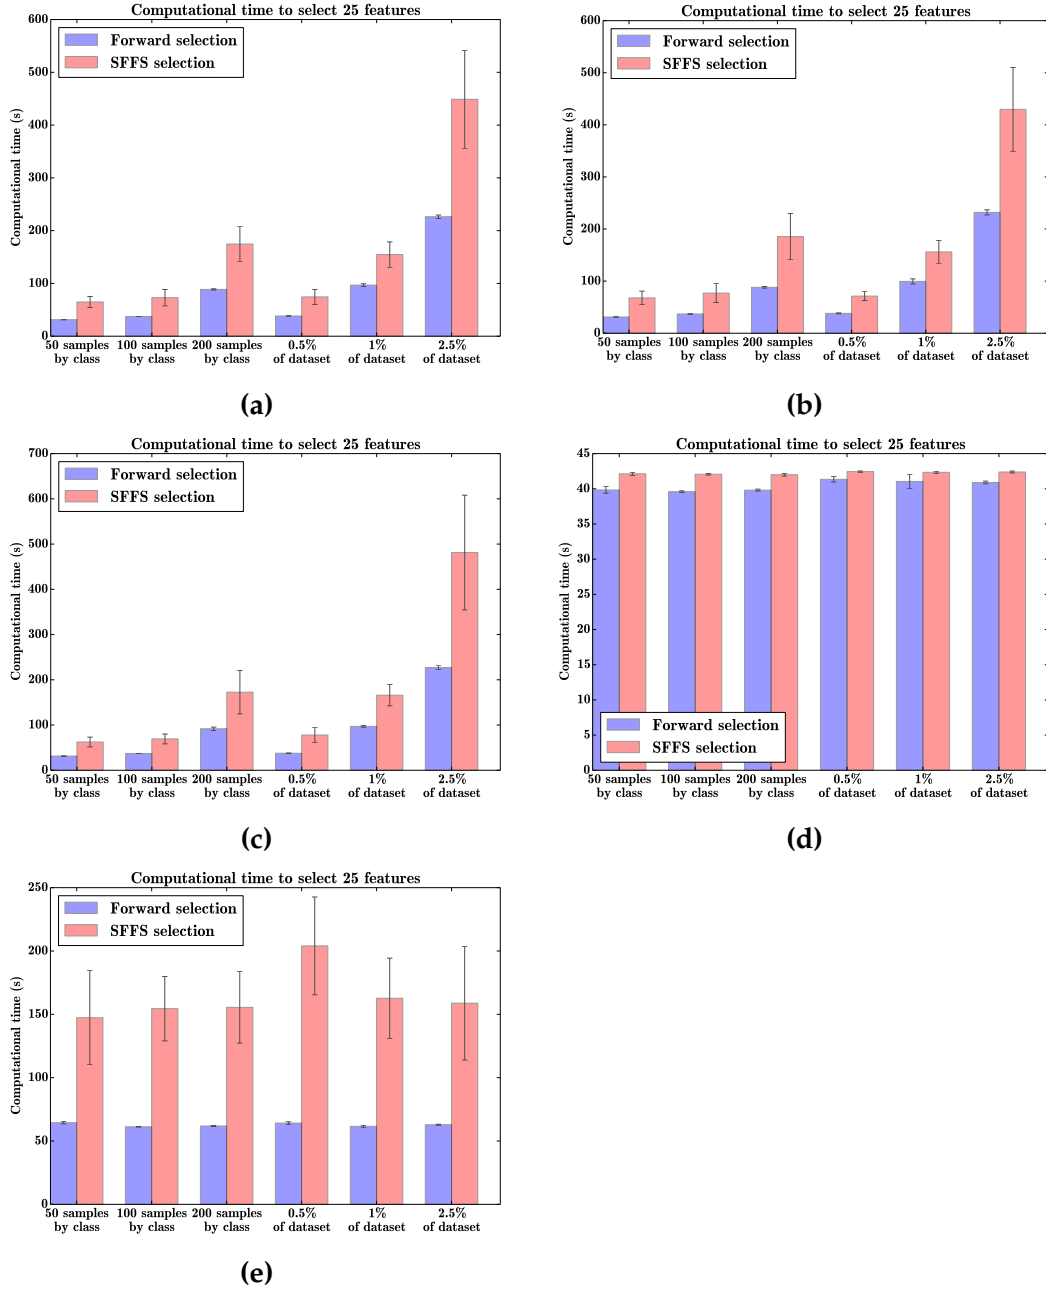 Computational time to select 25 features
600
500
400
300
200
100
0
Computational time (s)
Forward selection
SFFS selection
50 samples by class
100 samples by class
200 samples by class
0.5% of dataset
1% of dataset
2.5% of dataset
(a)
Computational time to select 25 features
600
500
400
300
200
100
0
Computational time (s)
Forward selection
SFFS selection
50 samples by class
100 samples by class
200 samples by class
0.5% of dataset
1% of dataset
2.5% of dataset
(b)
Computational time to select 25 features
700
600
500
400
300
200
100
0
Computational time (s)
Forward selection
SFFS selection
50 samples by class
100 samples by class
200 samples by class
0.5% of dataset
1% of dataset
2.5% of dataset
(c)
Computational time to select 25 features
45
40
35
30
25
20
15
10
5
0
Computational time (s)
Forward selection
SFFS selection
50 samples by class
100 samples by class
200 samples by class
0.5% of dataset
1% of dataset
2.5% of dataset
(d)
Computational time to select 25 features
250
200
150
100
50
0
Computational time (s)
Forward selection
SFFS selection
50 samples by class
100 samples by class
200 samples by class
0.5% of dataset
1% of dataset
2.5% of dataset
(e)